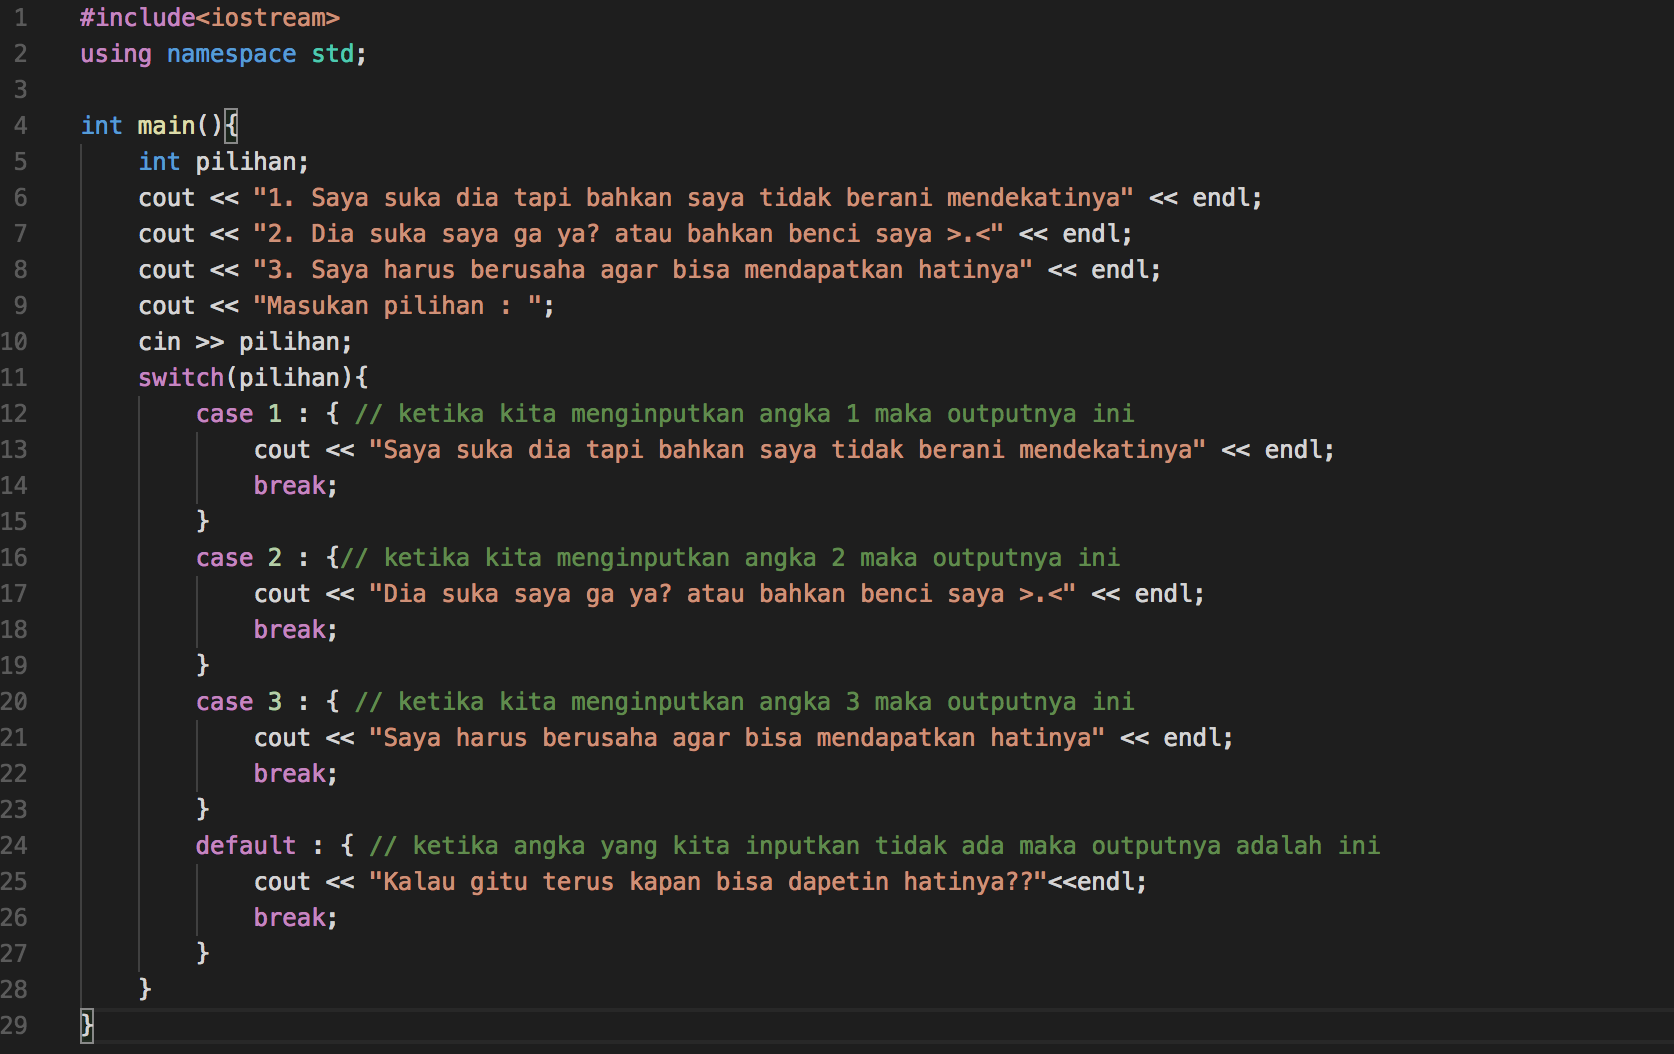 1 #include<iostream>
2 using namespace std;
3
4 int main(){
5     int pilihan;
6     cout << "1. Saya suka dia tapi bahkan saya tidak berani mendekatinya" << endl;
7     cout << "2. Dia suka saya ga ya? atau bahkan benci saya >.<" << endl;
8     cout << "3. Saya harus berusaha agar bisa mendapatkan hatinya" << endl;
9     cout << "Masukan pilihan : ";
10     cin >> pilihan;
11     switch(pilihan){
12         case 1 : { // ketika kita menginputkan angka 1 maka outputnya ini
13             cout << "Saya suka dia tapi bahkan saya tidak berani mendekatinya" << endl;
14             break;
15         }
16         case 2 : {// ketika kita menginputkan angka 2 maka outputnya ini
17             cout << "Dia suka saya ga ya? atau bahkan benci saya >.<" << endl;
18             break;
19         }
20         case 3 : { // ketika kita menginputkan angka 3 maka outputnya ini
21             cout << "Saya harus berusaha agar bisa mendapatkan hatinya" << endl;
22             break;
23         }
24         default : { // ketika angka yang kita inputkan tidak ada maka outputnya adalah ini
25             cout << "Kalau gitu terus kapan bisa dapetin hatinya??"<<endl;
26             break;
27         }
28     }
29 }